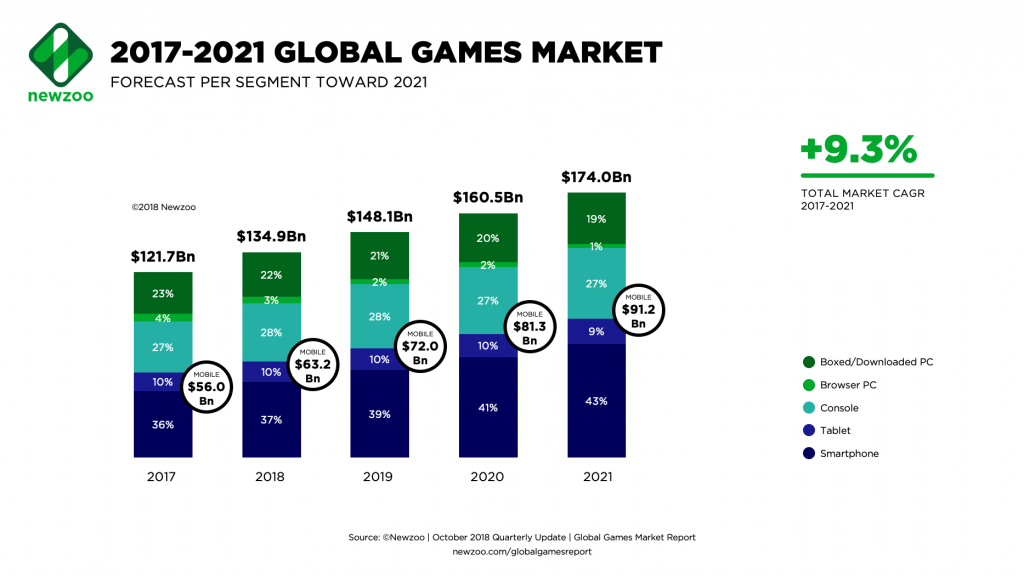 newzoo
2017-2021 GLOBAL GAMES MARKET
FORECAST PER SEGMENT TOWARD 2021
+9.3%
TOTAL MARKET CAGR
2017-2021
©2018 Newzoo
$121.7Bn
23%
4%
27%
10%
36%
MOBILE
$56.0
Bn
2017
$134.9Bn
22%
3%
28%
10%
37%
MOBILE
$63.2
Bn
2018
$148.1Bn
21%
2%
28%
10%
39%
MOBILE
$72.0
Bn
2019
$160.5Bn
20%
2%
27%
10%
41%
MOBILE
$81.3
Bn
2020
$174.0Bn
19%
1%
27%
9%
43%
MOBILE
$91.2
Bn
2021
Boxed/Downloaded PC
Browser PC
Console
Tablet
Smartphone
Source: ©Newzoo | October 2018 Quarterly Update | Global Games Market Report
newzoo.com/globalgamesreport